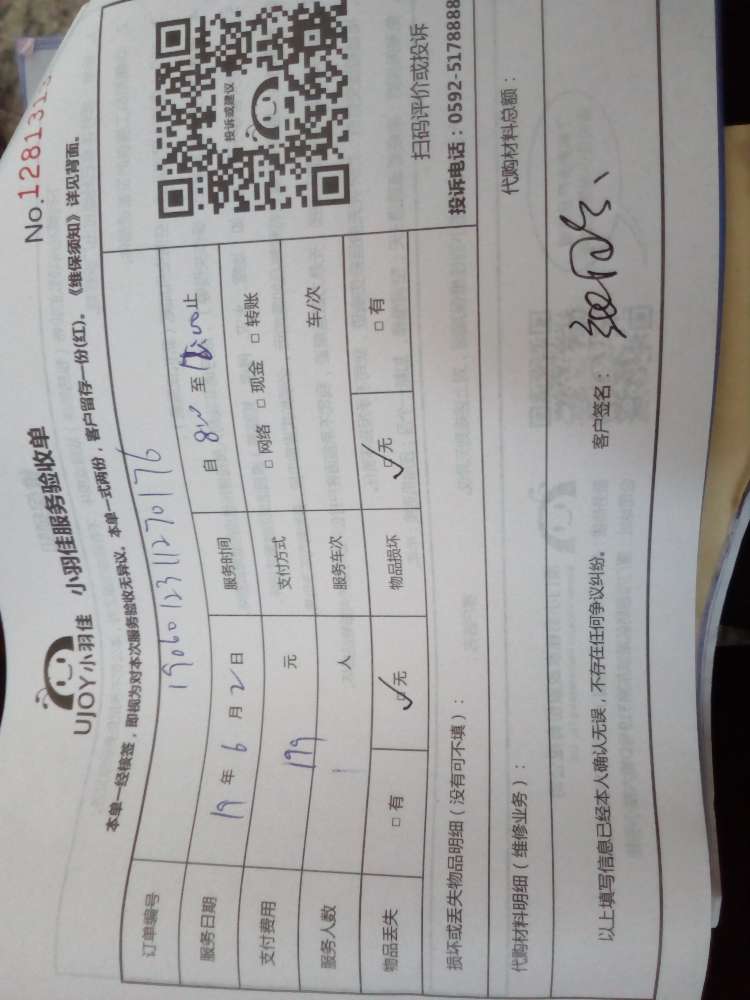 No.128131
UJOY小羽佳 小羽佳服务验收单
本单一经核签，即视为对本次服务验收无异议。本单一式两份，客户留存一份(红)。《维保须知》详见背面。
订单编号 190601231127 0176
服务日期 19 年 6 月 2 日 服务时间 自 8 至 止
支付费用 199 元 支付方式 □ 网络 □ 现金 □ 转账
服务人数 1 人 服务车次 车/次
物品丢失 □ 有 ☑ 无 物品损坏 ☑ 无 □ 有
投诉或建议
扫码评价或投诉
投诉电话：0592-5178888
损坏或丢失物品明细（没有可不填）：
代购材料明细（维修业务）： 代购材料总额：
以上填写信息已经本人确认无误，不存在任何争议纠纷。 客户签名：